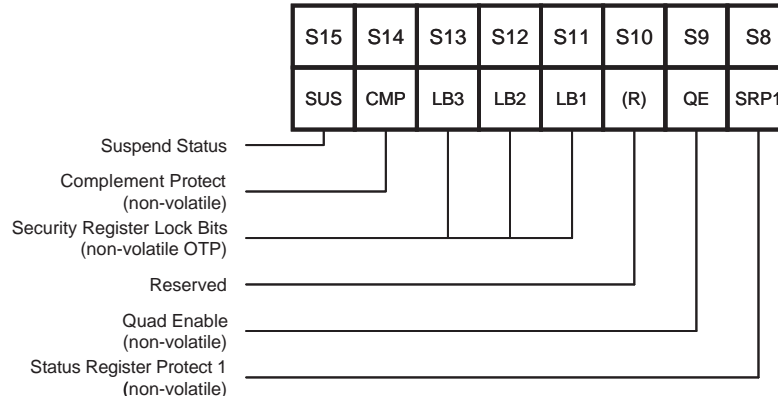 S15 S14 S13 S12 S11 S10 S9 S8
SUS CMP LB3 LB2 LB1 (R) QE SRP1
Suspend Status
Complement Protect
(non-volatile)
Security Register Lock Bits
(non-volatile OTP)
Reserved
Quad Enable
(non-volatile)
Status Register Protect 1
(non-volatile)